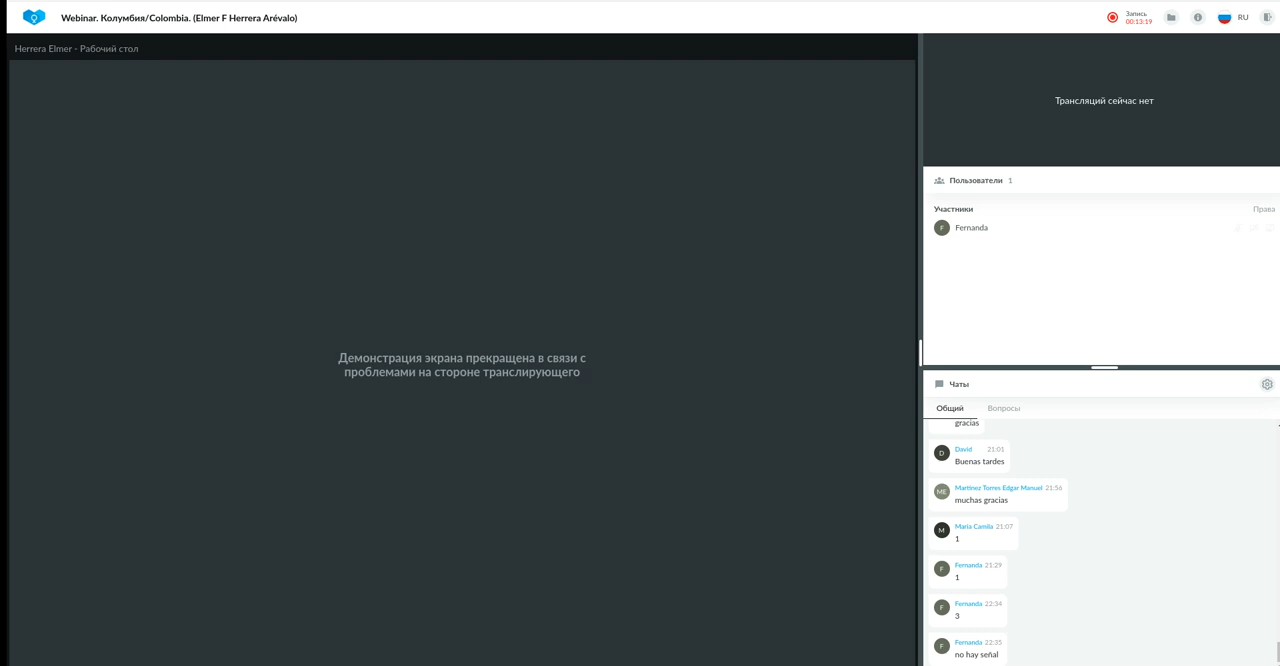 Webinar. Колумбия/Colombia. (Elmer F Herrera Arévalo)
Запись
00:13:19
RU
Herrera Elmer - Рабочий стол
Демонстрация экрана прекращена в связи с
проблемами на стороне транслирующего
Трансляций сейчас нет
Пользователи 1
Участники Права
F Fernanda
Чаты
Общий Вопросы
gracias
D David 21:01
Buenas tardes
ME Martinez Torres Edgar Manuel 21:56
muchas gracias
M Maria Camila 21:07
1
F Fernanda 21:29
1
F Fernanda 22:34
3
F Fernanda 22:35
no hay señal